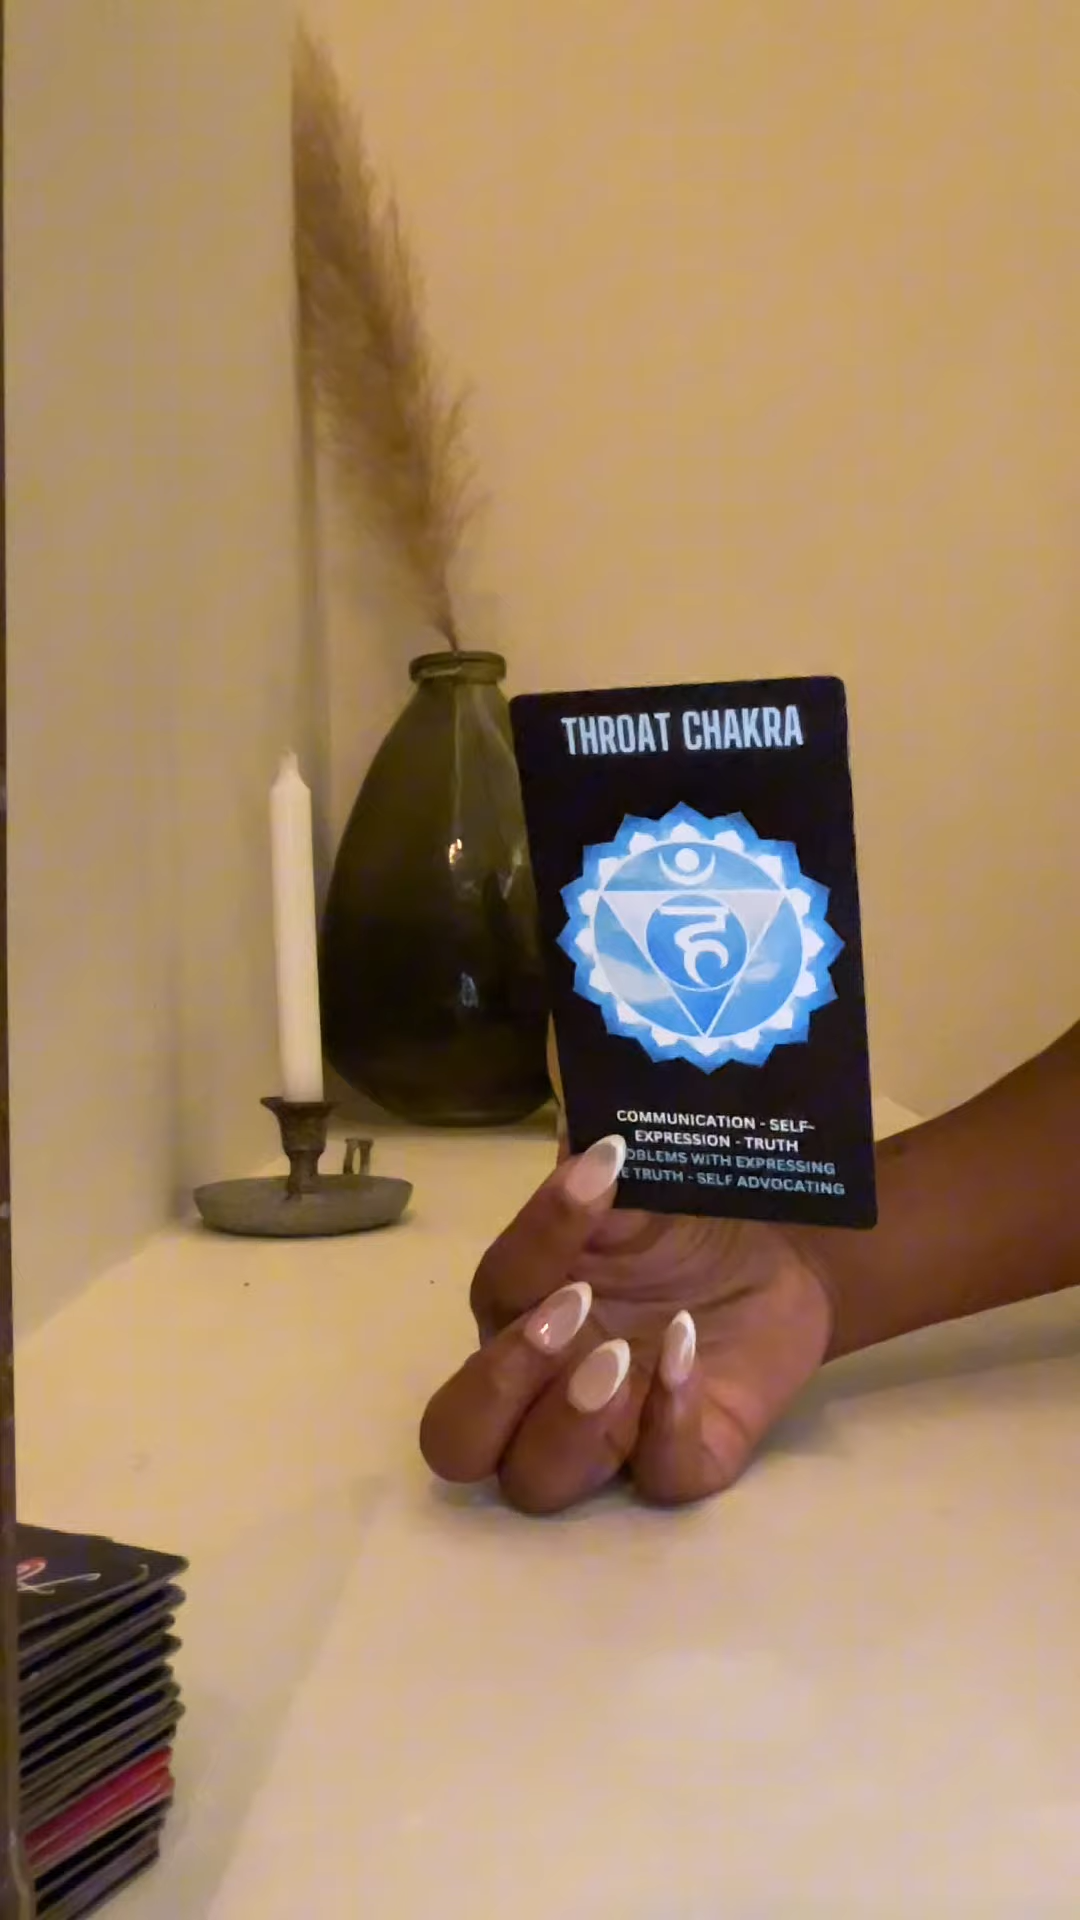 THROAT CHAKRA
हं
COMMUNICATION - SELF-
EXPRESSION - TRUTH
WITH EXPRESSING
TRUTH - SELF ADVOCATING